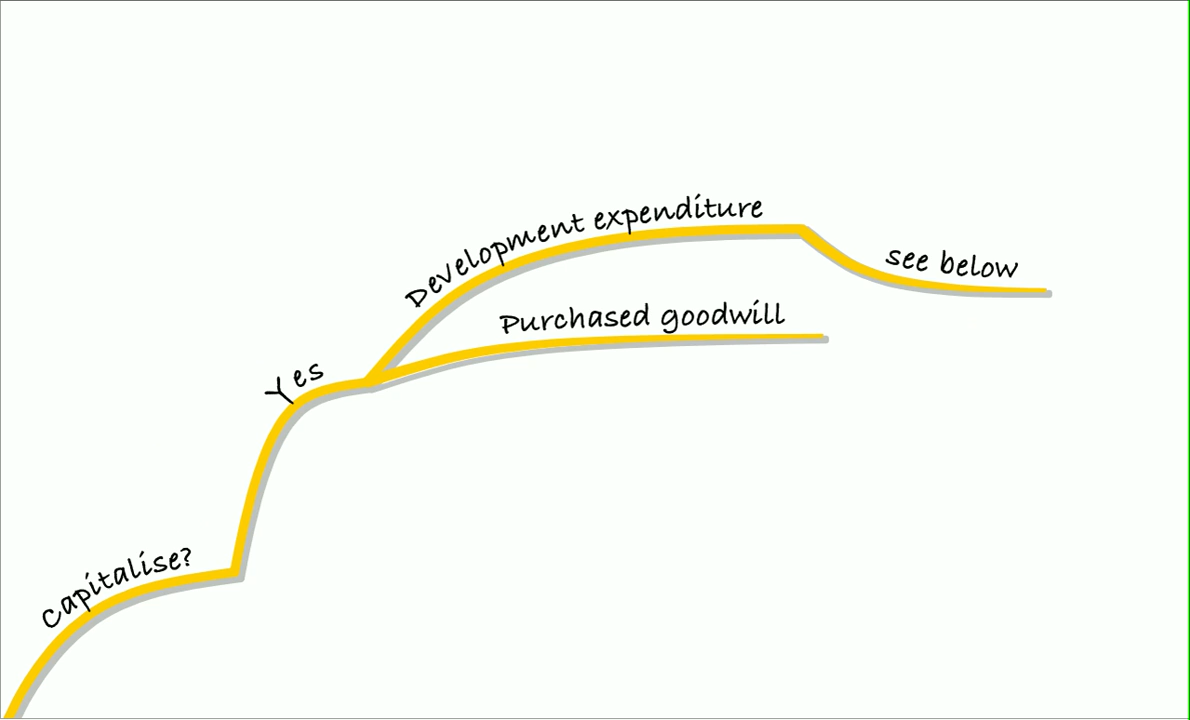 Development expenditure
see below
Purchased goodwill
Yes
Capitalise?